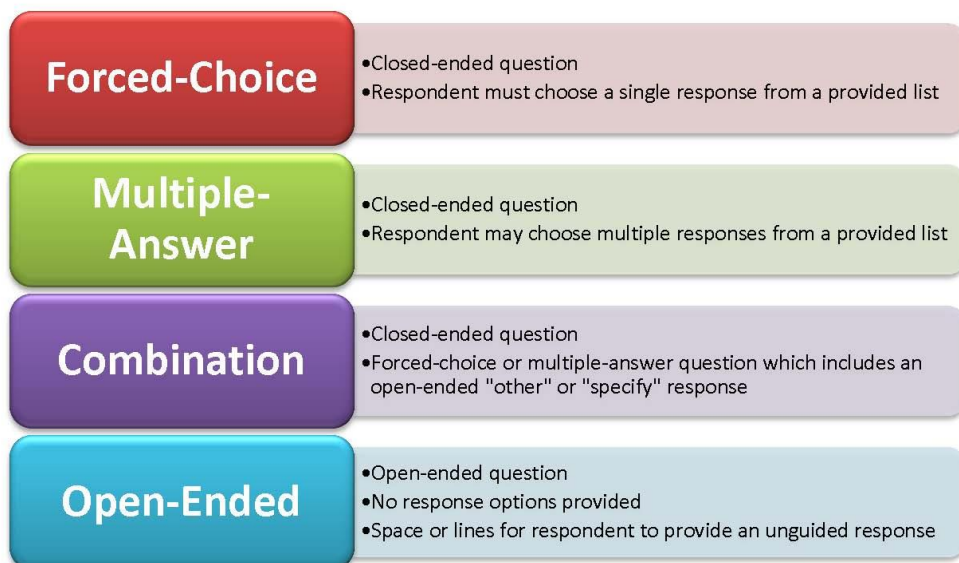 Forced-Choice
•Closed-ended question
•Respondent must choose a single response from a provided list
Multiple-
Answer
•Closed-ended question
•Respondent may choose multiple responses from a provided list
Combination
•Closed-ended question
•Forced-choice or multiple-answer question which includes an
open-ended "other" or "specify" response
Open-Ended
•Open-ended question
•No response options provided
•Space or lines for respondent to provide an unguided response